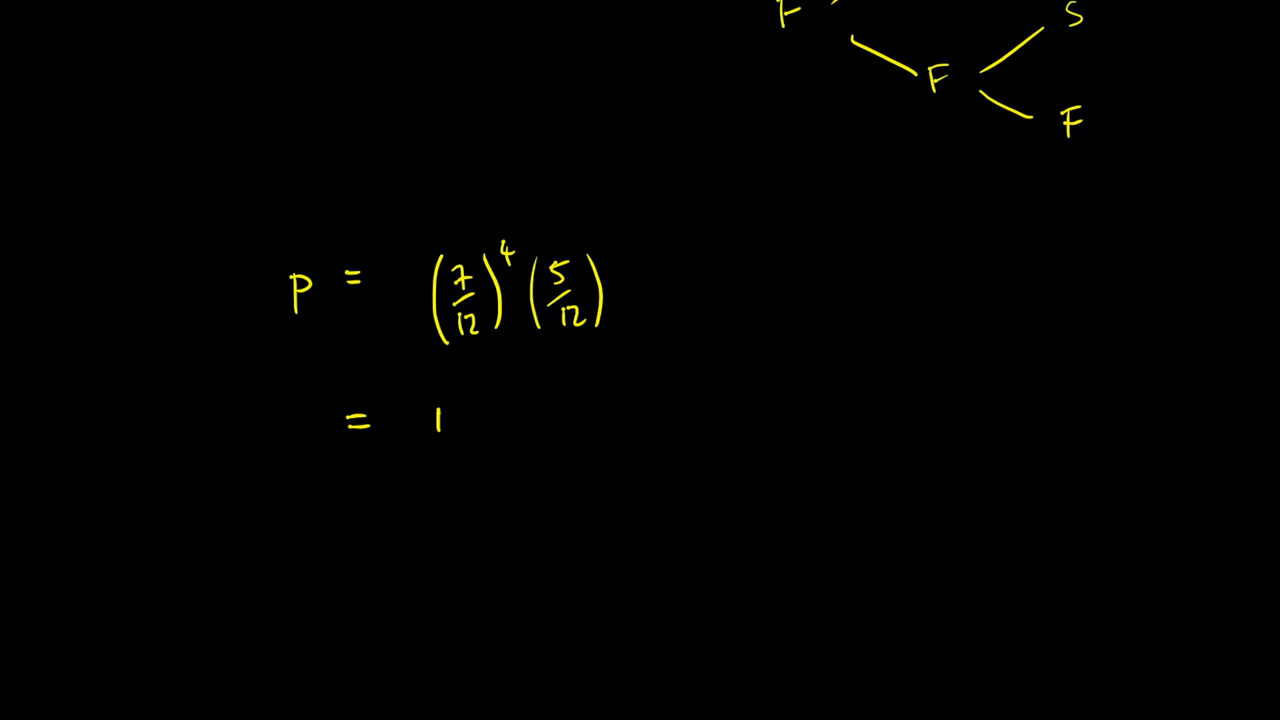 F S
F
F
p = (7/12)^4 (5/12)
= 1